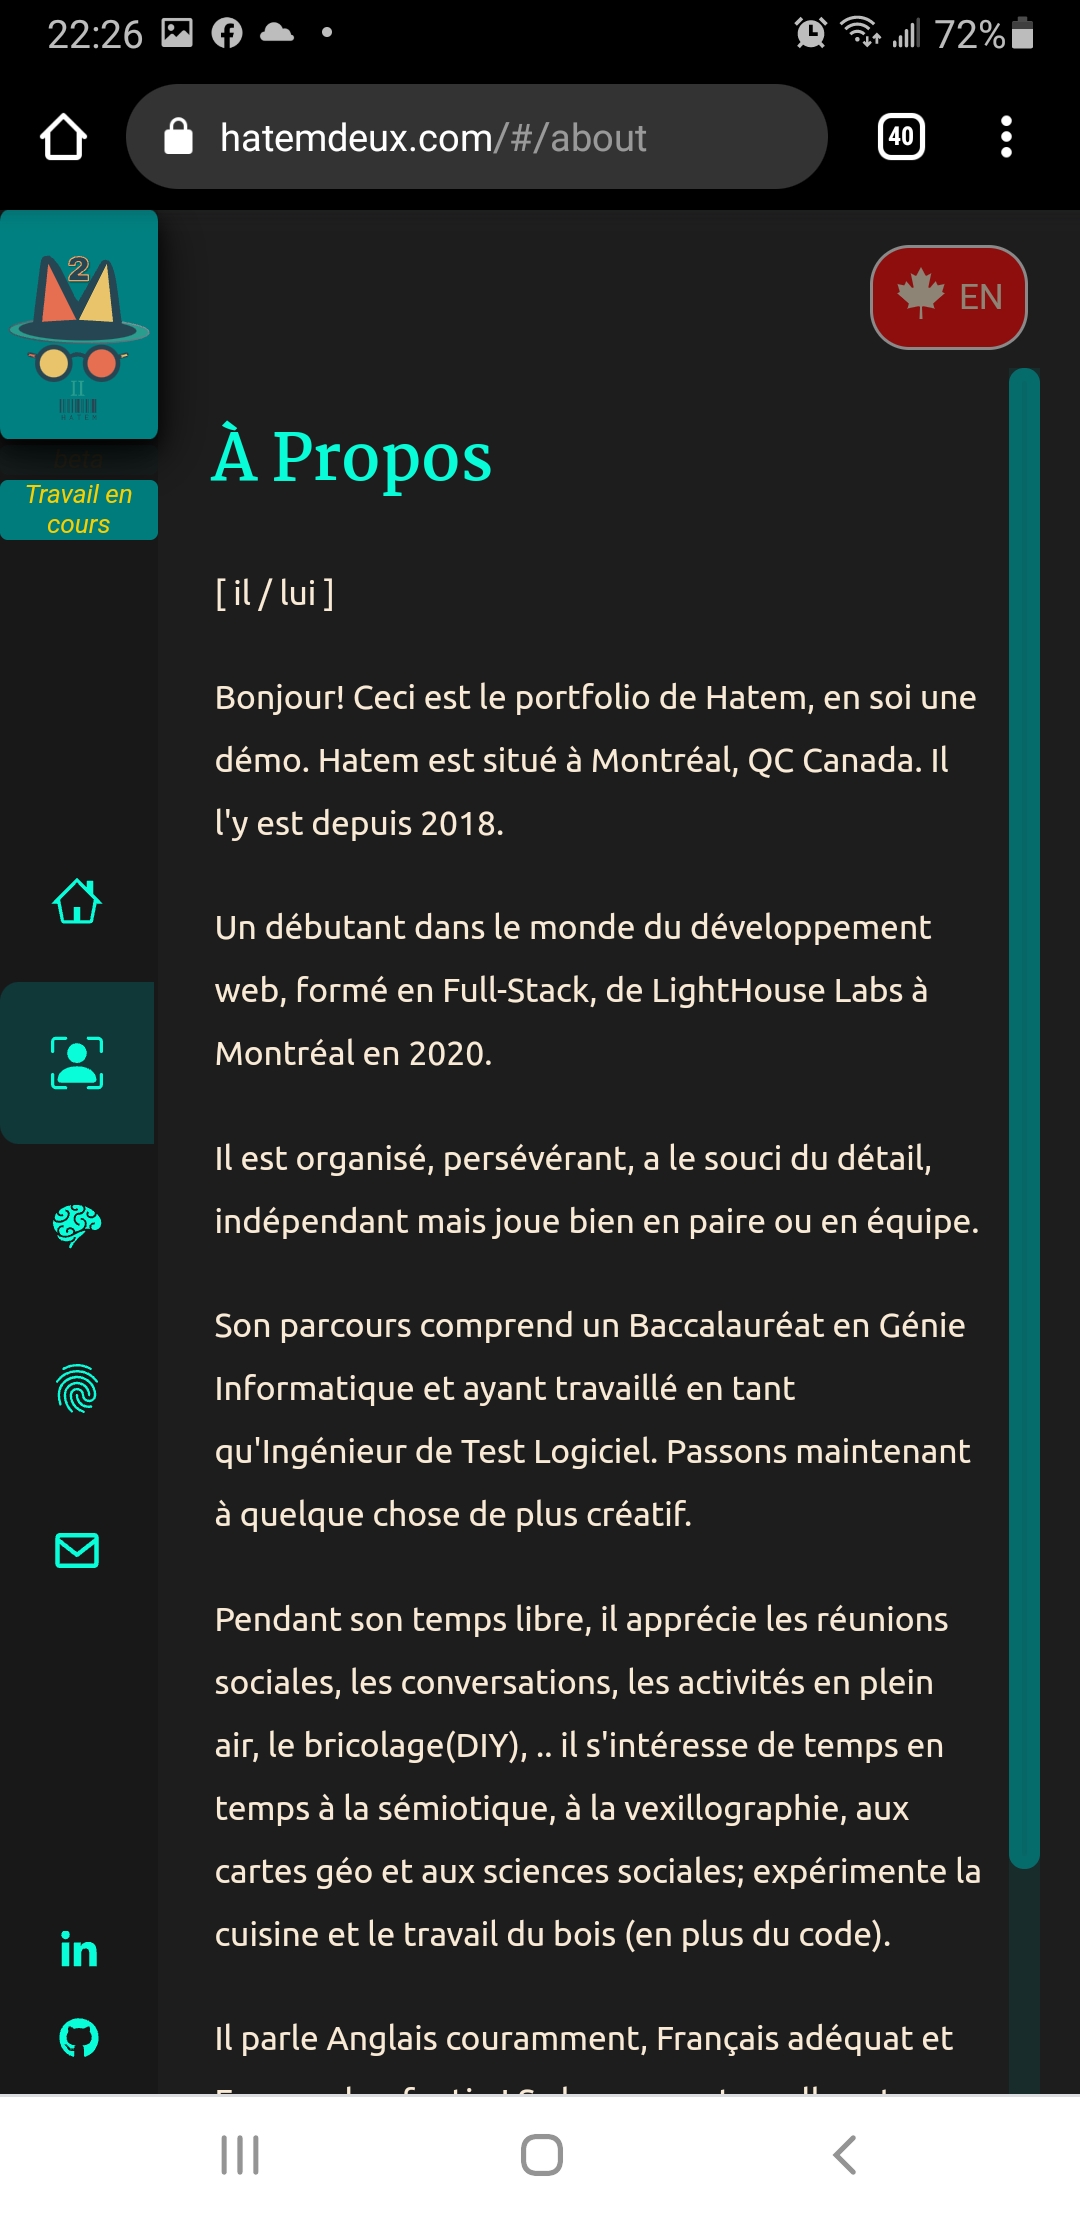 22:26
72%
hatemdeux.com/#/about
40
2
EN
II
HATEM
beta
Travail en
cours
À Propos
[ il / lui ]
Bonjour! Ceci est le portfolio de Hatem, en soi une
démo. Hatem est situé à Montréal, QC Canada. Il
l'y est depuis 2018.
Un débutant dans le monde du développement
web, formé en Full-Stack, de LightHouse Labs à
Montréal en 2020.
Il est organisé, persévérant, a le souci du détail,
indépendant mais joue bien en paire ou en équipe.
Son parcours comprend un Baccalauréat en Génie
Informatique et ayant travaillé en tant
qu'Ingénieur de Test Logiciel. Passons maintenant
à quelque chose de plus créatif.
Pendant son temps libre, il apprécie les réunions
sociales, les conversations, les activités en plein
air, le bricolage(DIY), .. il s'intéresse de temps en
temps à la sémiotique, à la vexillographie, aux
cartes géo et aux sciences sociales; expérimente la
cuisine et le travail du bois (en plus du code).
in
Il parle Anglais couramment, Français adéquat et